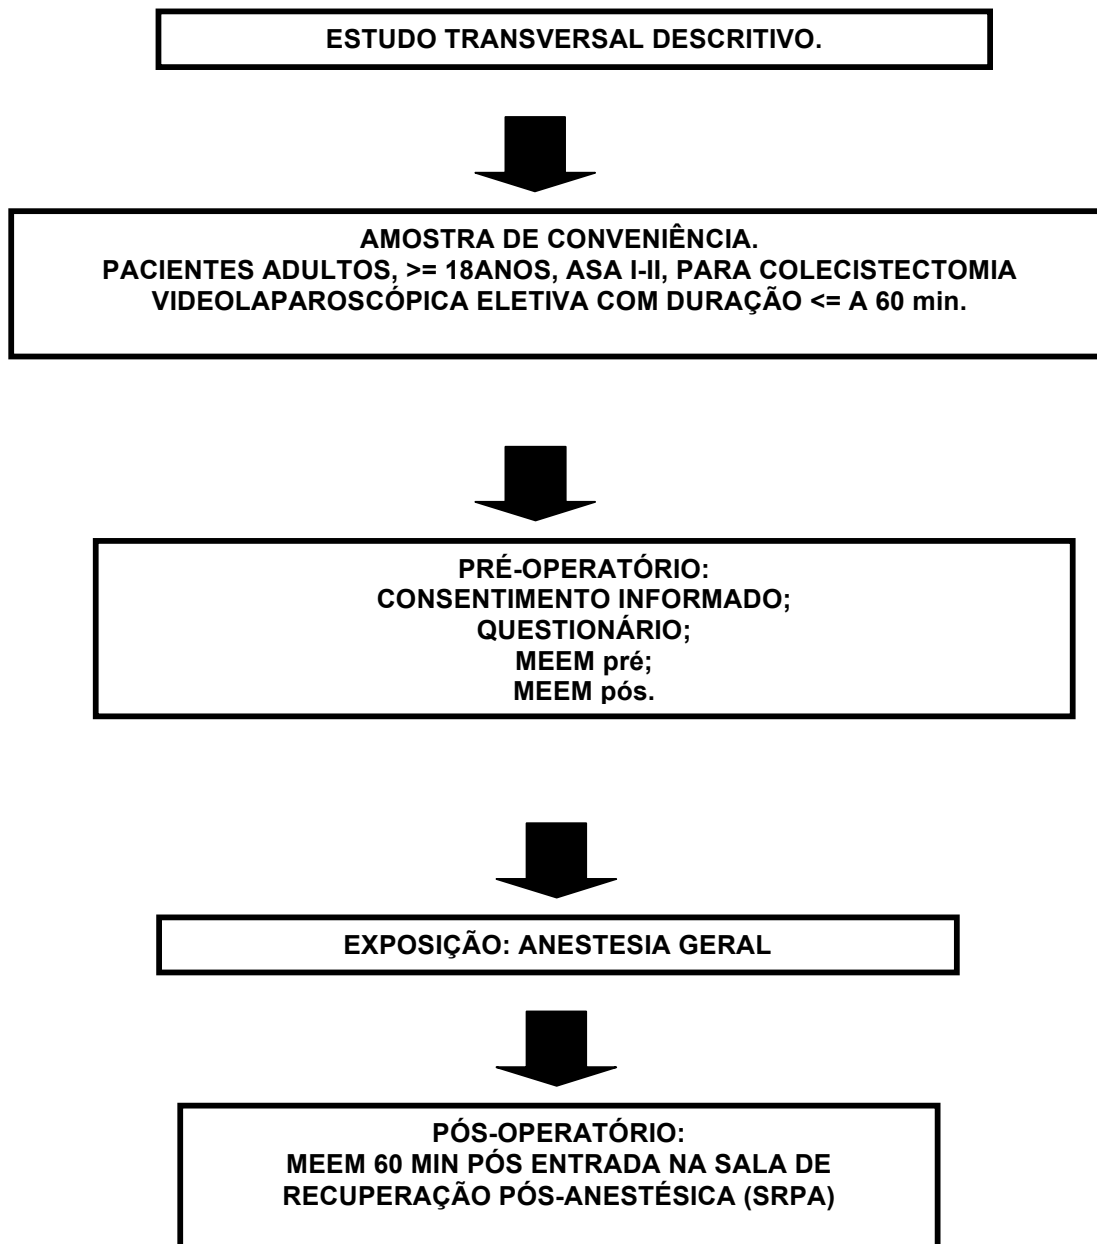 ESTUDO TRANSVERSAL DESCRITIVO.
AMOSTRA DE CONVENIÊNCIA.
PACIENTES ADULTOS, >= 18ANOS, ASA I-II, PARA COLECISTECTOMIA
VIDEOLAPAROSCÓPICA ELETIVA COM DURAÇÃO <= A 60 min.
PRÉ-OPERATÓRIO:
CONSENTIMENTO INFORMADO;
QUESTIONÁRIO;
MEEM pré;
MEEM pós.
EXPOSIÇÃO: ANESTESIA GERAL
PÓS-OPERATÓRIO:
MEEM 60 MIN PÓS ENTRADA NA SALA DE
RECUPERAÇÃO PÓS-ANESTÉSICA (SRPA)